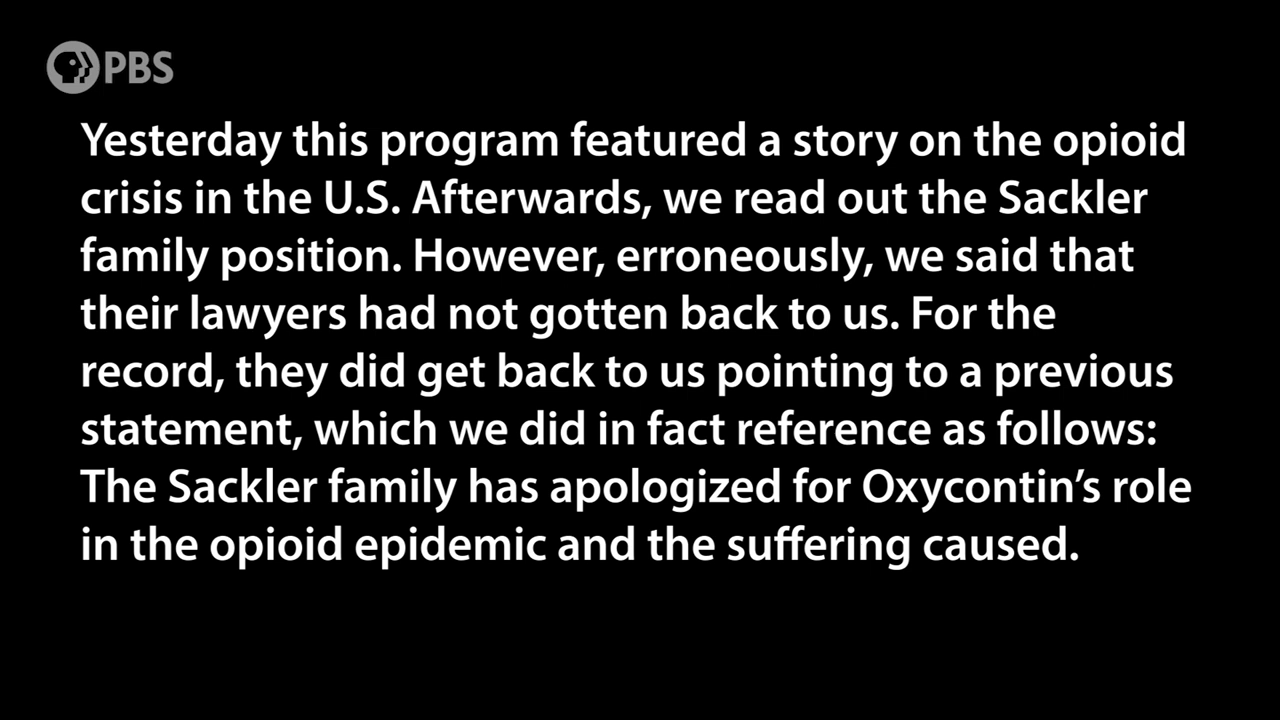 PBS
Yesterday this program featured a story on the opioid
crisis in the U.S. Afterwards, we read out the Sackler
family position. However, erroneously, we said that
their lawyers had not gotten back to us. For the
record, they did get back to us pointing to a previous
statement, which we did in fact reference as follows:
The Sackler family has apologized for Oxycontin’s role
in the opioid epidemic and the suffering caused.